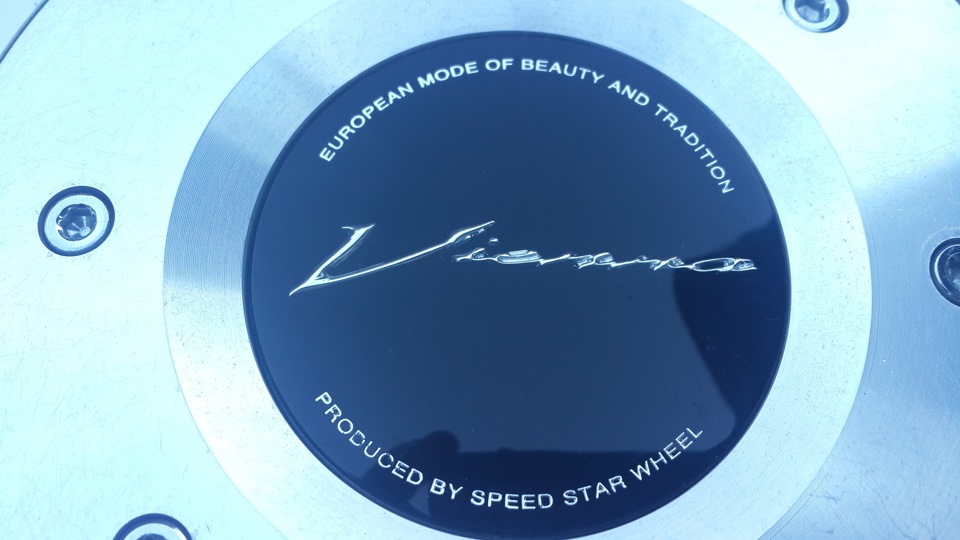 EUROPEAN MODE OF BEAUTY AND TRADITION
Vienna
PRODUCED BY SPEED STAR WHEEL